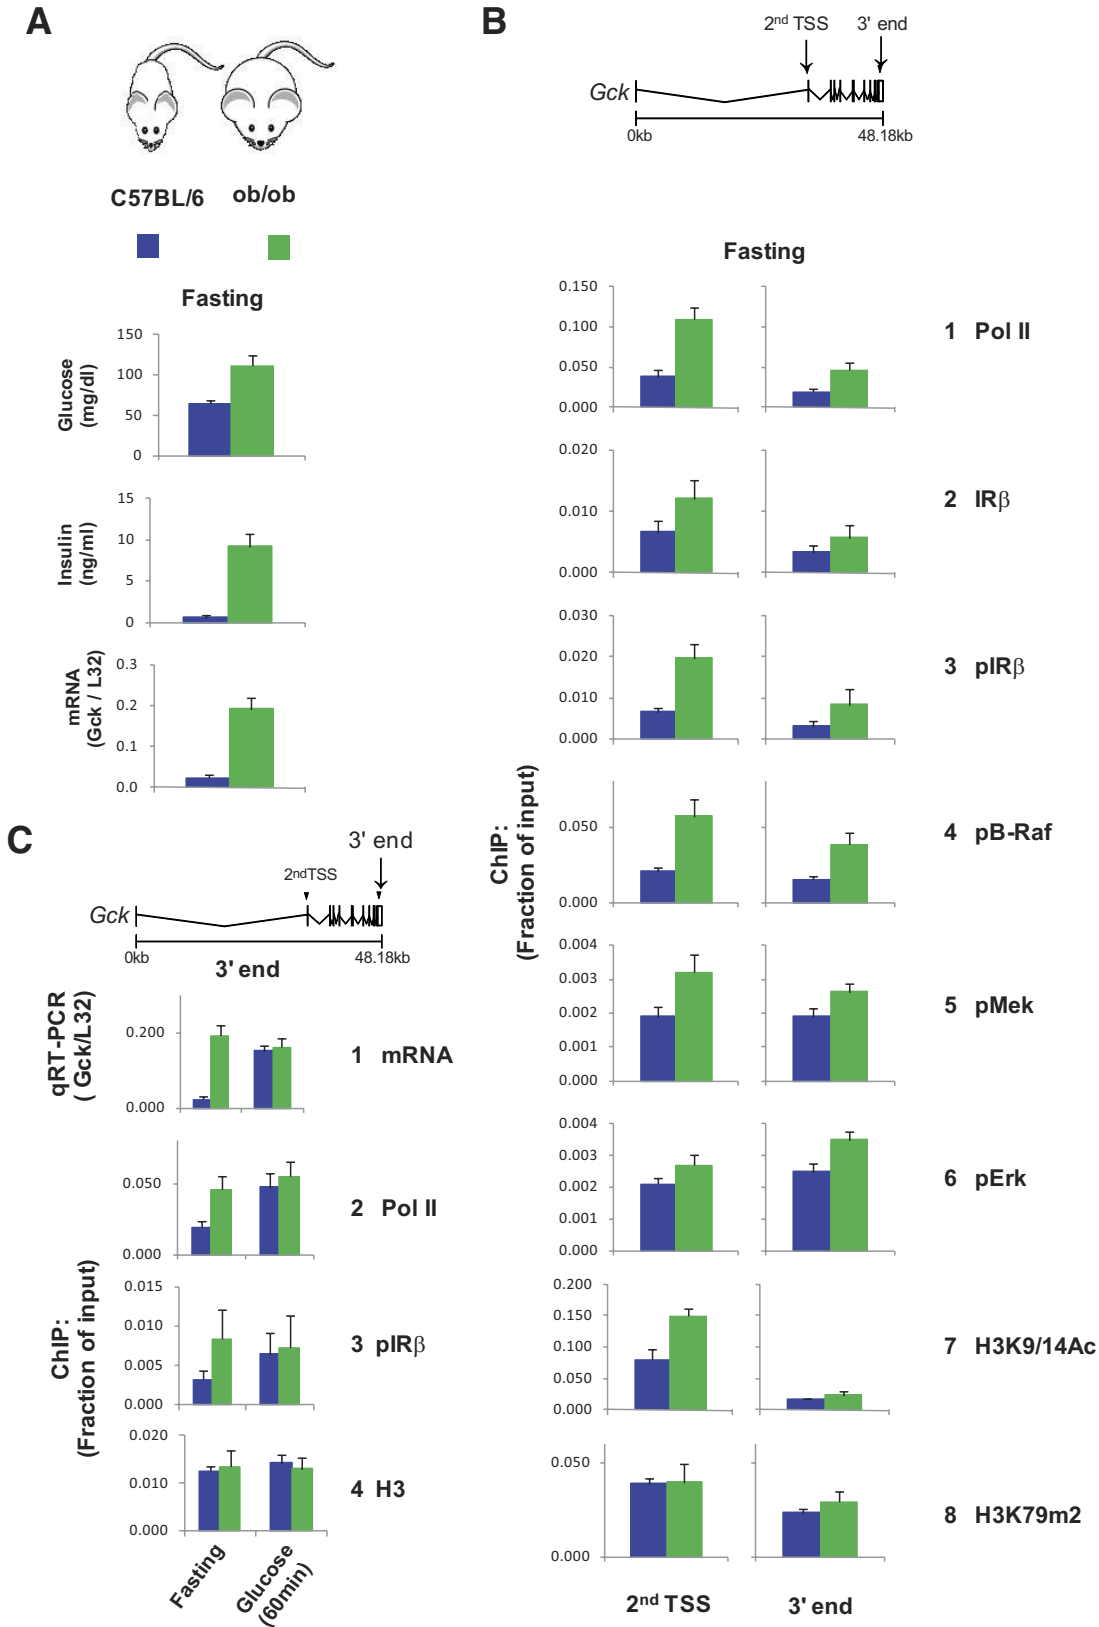 A
C57BL/6 ob/ob
Fasting
Glucose
(mg/dl)
150
100
50
0
Insulin
(ng/ml)
15
10
5
0
mRNA
(Gck / L32)
0.3
0.2
0.1
0.0
B
2nd TSS 3' end
Gck
0kb 48.18kb
Fasting
ChIP:
(Fraction of input)
0.150
0.100
0.050
0.000
1 Pol II
0.020
0.010
0.000
2 IRβ
0.030
0.020
0.010
0.000
3 pIRβ
0.050
0.000
4 pB-Raf
0.004
0.003
0.002
0.001
0.000
5 pMek
0.004
0.003
0.002
0.001
0.000
6 pErk
0.200
0.150
0.100
0.050
0.000
7 H3K9/14Ac
0.050
0.000
8 H3K79m2
2nd TSS 3' end
C
3' end
2ndTSS
Gck
0kb 48.18kb
3' end
qRT-PCR
( Gck/L32)
0.200
0.000
1 mRNA
ChIP:
(Fraction of input)
0.050
0.000
2 Pol II
0.015
0.010
0.005
0.000
3 pIRβ
0.020
0.010
0.000
4 H3
Fasting
Glucose
(60min)